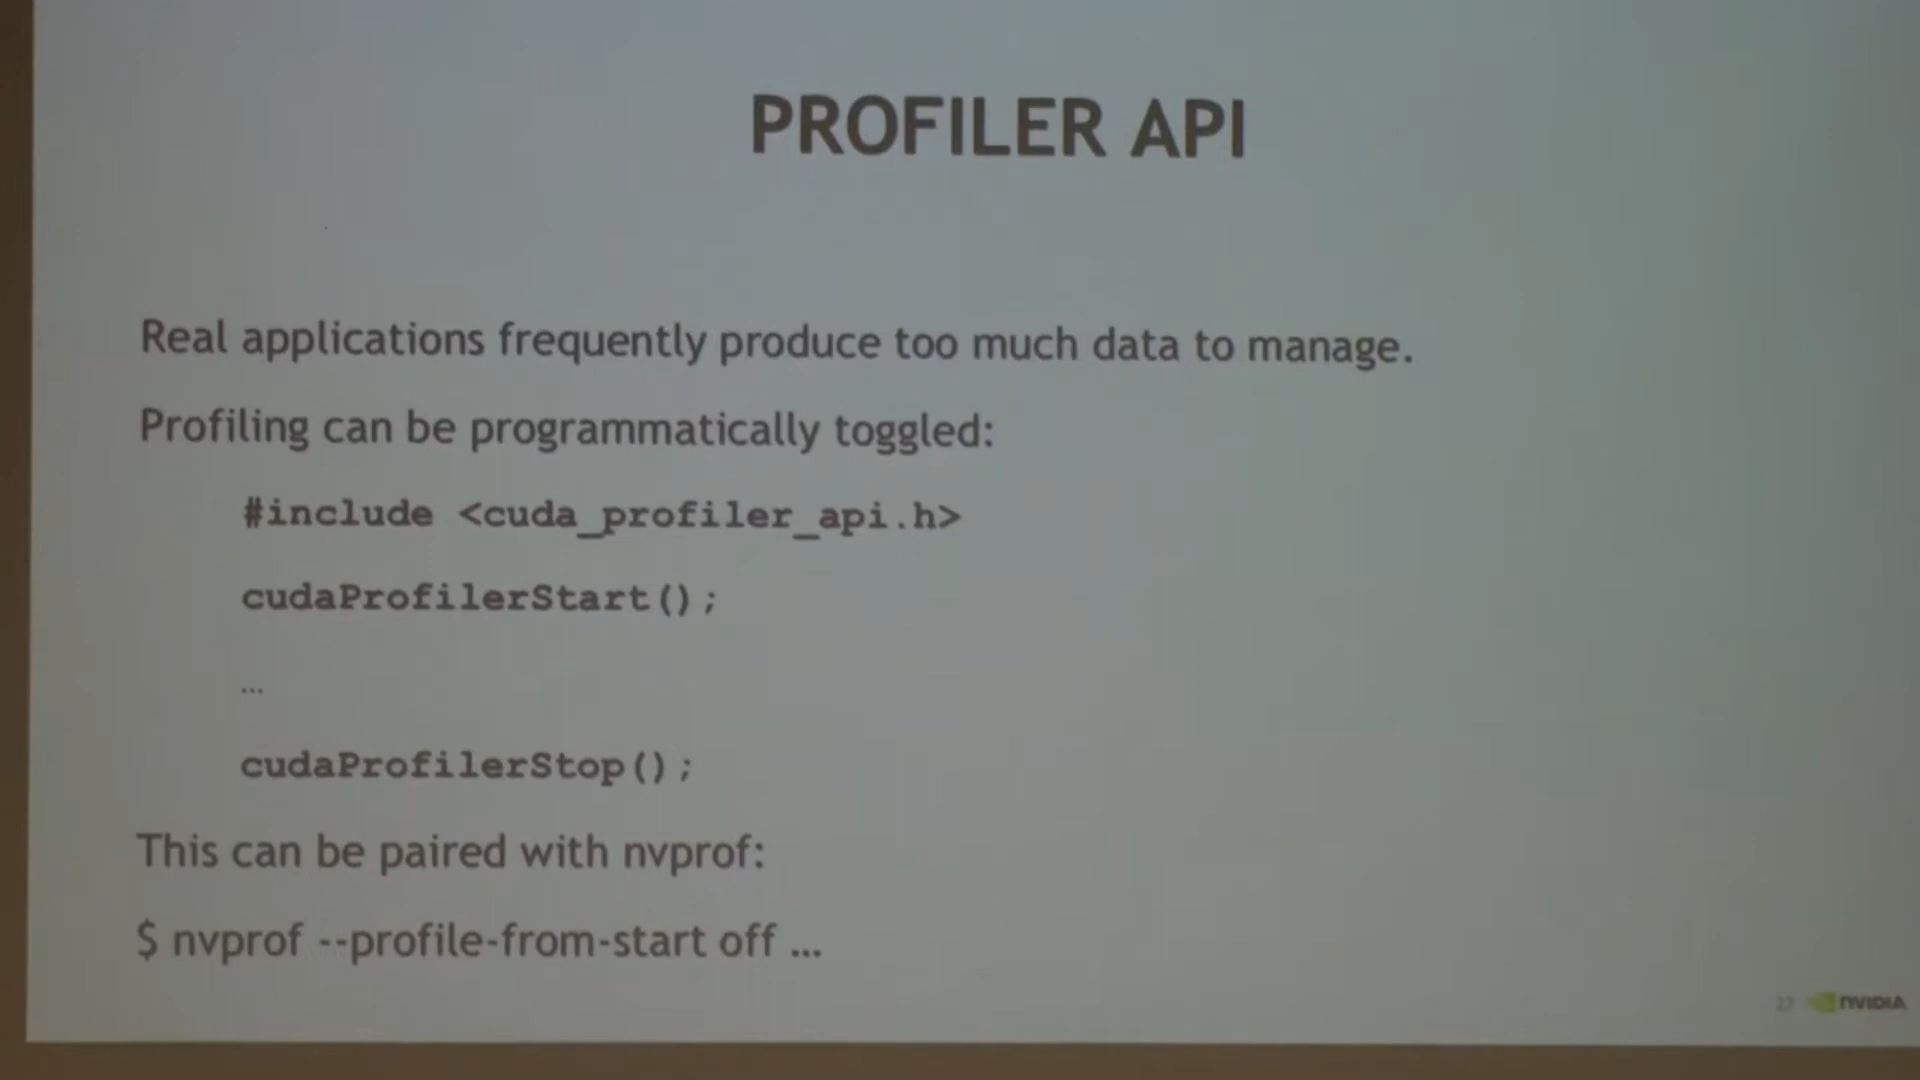 PROFILER API
Real applications frequently produce too much data to manage.
Profiling can be programmatically toggled:
#include <cuda_profiler_api.h>
cudaProfilerStart();
...
cudaProfilerStop();
This can be paired with nvprof:
$ nvprof --profile-from-start off ...
27 NVIDIA